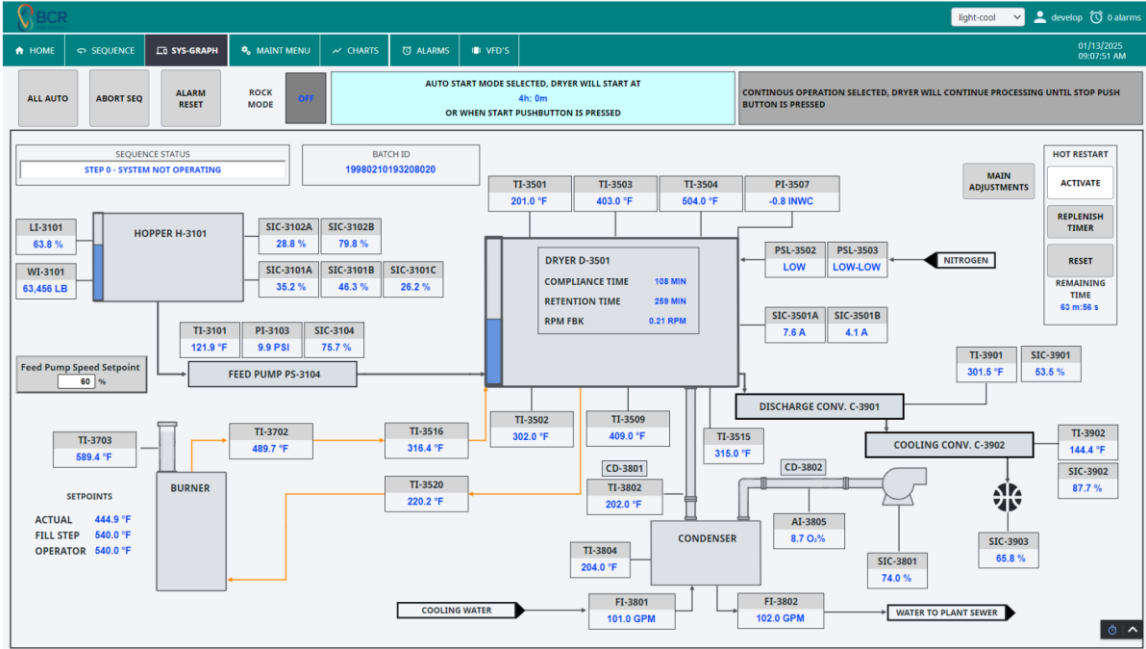 BCR
light-cool
develop
0 alarms
HOME
SEQUENCE
SYS-GRAPH
MAINT MENU
CHARTS
ALARMS
VFD'S
01/13/2025
09:07:51 AM
ALL AUTO
ABORT SEQ
ALARM
RESET
ROCK
MODE
OFF
AUTO START MODE SELECTED, DRYER WILL START AT
4h: 0m
OR WHEN START PUSHBUTTON IS PRESSED
CONTINOUS OPERATION SELECTED, DRYER WILL CONTINUE PROCESSING UNTIL STOP PUSH
BUTTON IS PRESSED
SEQUENCE STATUS
STEP 0 - SYSTEM NOT OPERATING
BATCH ID
19980210193208020
MAIN
ADJUSTMENTS
HOT RESTART
ACTIVATE
REPLENISH
TIMER
RESET
REMAINING
TIME
63 m:56 s
TI-3501
201.0 °F
TI-3503
403.0 °F
TI-3504
504.0 °F
PI-3507
-0.8 INWC
LI-3101
63.8 %
WI-3101
63,456 LB
HOPPER H-3101
SIC-3102A
28.8 %
SIC-3102B
79.8 %
SIC-3101A
35.2 %
SIC-3101B
46.3 %
SIC-3101C
26.2 %
DRYER D-3501
COMPLIANCE TIME 108 MIN
RETENTION TIME 259 MIN
RPM FBK 0.21 RPM
PSL-3502
LOW
PSL-3503
LOW-LOW
NITROGEN
SIC-3501A
7.6 A
SIC-3501B
4.1 A
TI-3101
121.9 °F
PI-3103
9.9 PSI
SIC-3104
75.7 %
FEED PUMP PS-3104
Feed Pump Speed Setpoint
60 %
TI-3901
301.5 °F
SIC-3901
53.5 %
DISCHARGE CONV. C-3901
COOLING CONV. C-3902
TI-3902
144.4 °F
SIC-3902
87.7 %
TI-3502
302.0 °F
TI-3509
409.0 °F
TI-3515
315.0 °F
TI-3703
589.4 °F
TI-3702
489.7 °F
TI-3516
316.4 °F
TI-3520
220.2 °F
BURNER
SETPOINTS
ACTUAL 444.9 °F
FILL STEP 540.0 °F
OPERATOR 540.0 °F
CD-3801
TI-3802
202.0 °F
CD-3802
AI-3805
8.7 O₂%
CONDENSER
TI-3804
204.0 °F
SIC-3801
74.0 %
SIC-3903
65.8 %
COOLING WATER
FI-3801
101.0 GPM
FI-3802
102.0 GPM
WATER TO PLANT SEWER